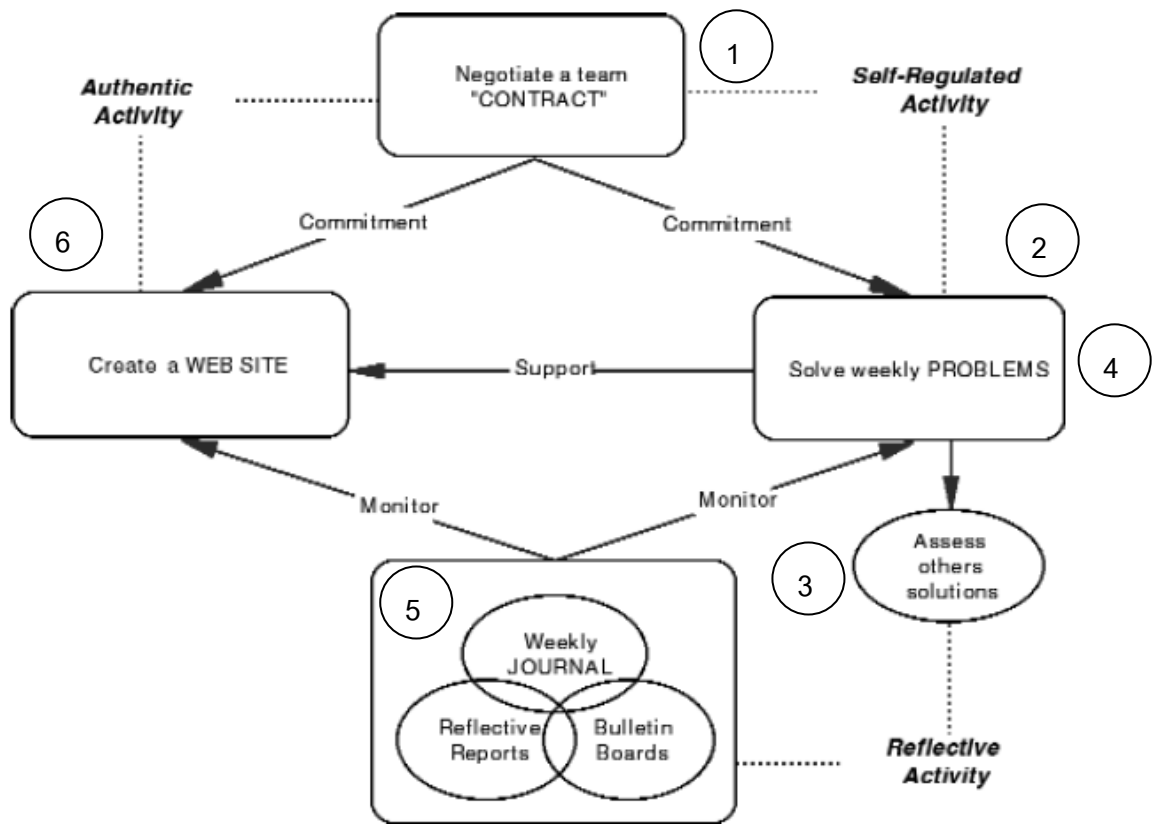 1
Negotiate a team
"CONTRACT"
Authentic
Activity
Self-Regulated
Activity
Commitment
Commitment
6
2
Create a WEB SITE
Support
Solve weekly PROBLEMS
4
Monitor
Monitor
Assess
others
solutions
3
5
Weekly
JOURNAL
Reflective
Reports
Bulletin
Boards
Reflective
Activity